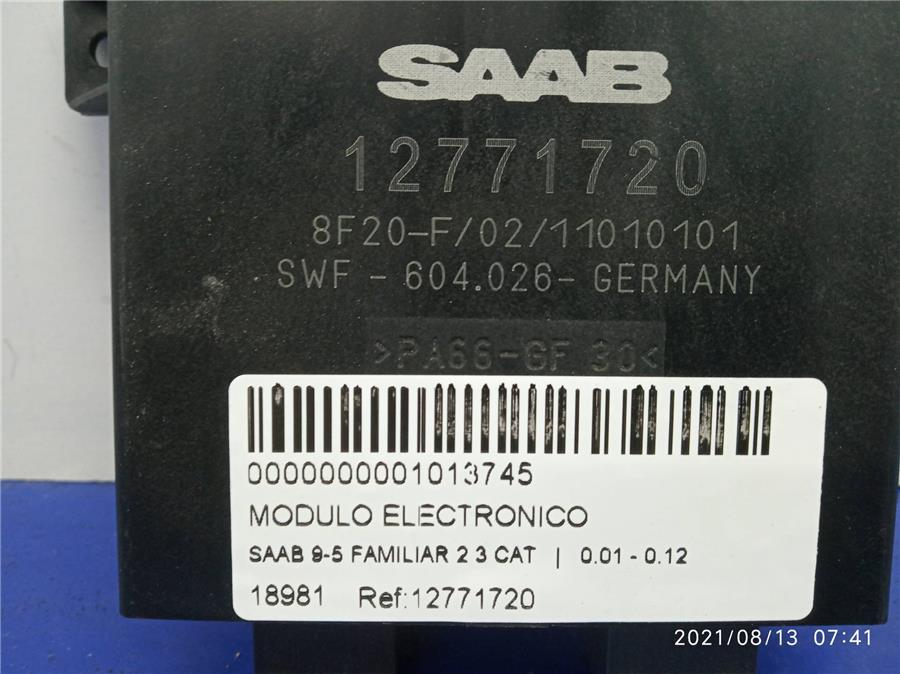 SAAB
12771720
8F20-F/02/11010101
SWF - 604.026- GERMANY
>PA66-GF 30<
0000000001013745
MODULO ELECTRONICO
SAAB 9-5 FAMILIAR 2 3 CAT | 0.01 - 0.12
18981 Ref:12771720
2021/08/13 07:41